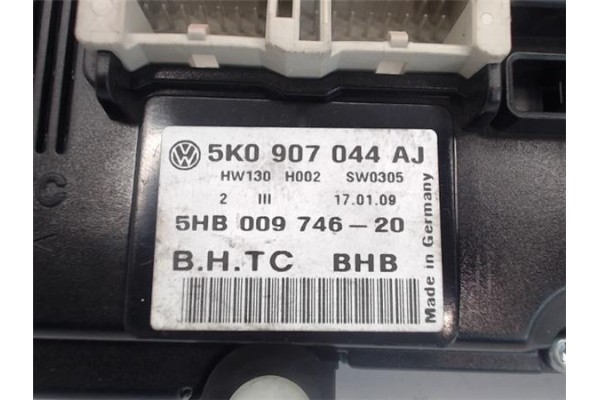 5K0 907 044 AJ
HW130 H002 SW0305
2 III 17.01.09
5HB 009 746-20
B.H.TC BHB
Made in Germany